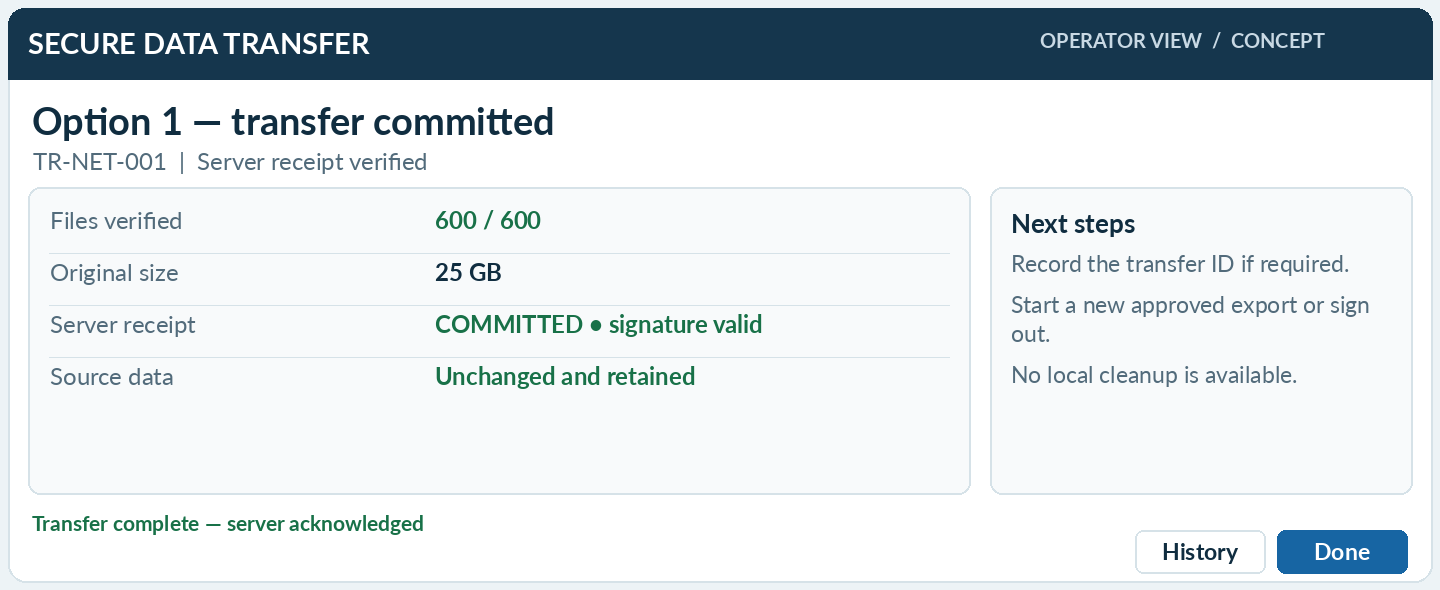 SECURE DATA TRANSFER
OPERATOR VIEW / CONCEPT
Option 1 — transfer committed
TR-NET-001 | Server receipt verified
Files verified 600 / 600
Original size 25 GB
Server receipt COMMITTED • signature valid
Source data Unchanged and retained
Next steps
Record the transfer ID if required.
Start a new approved export or sign
out.
No local cleanup is available.
Transfer complete — server acknowledged
History Done